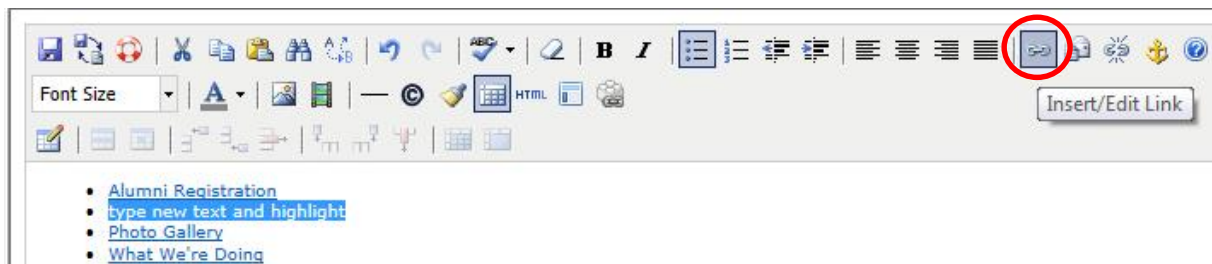 ABC B I
Font Size A © HTML Insert/Edit Link
• Alumni Registration
• type new text and highlight
• Photo Gallery
• What We're Doing